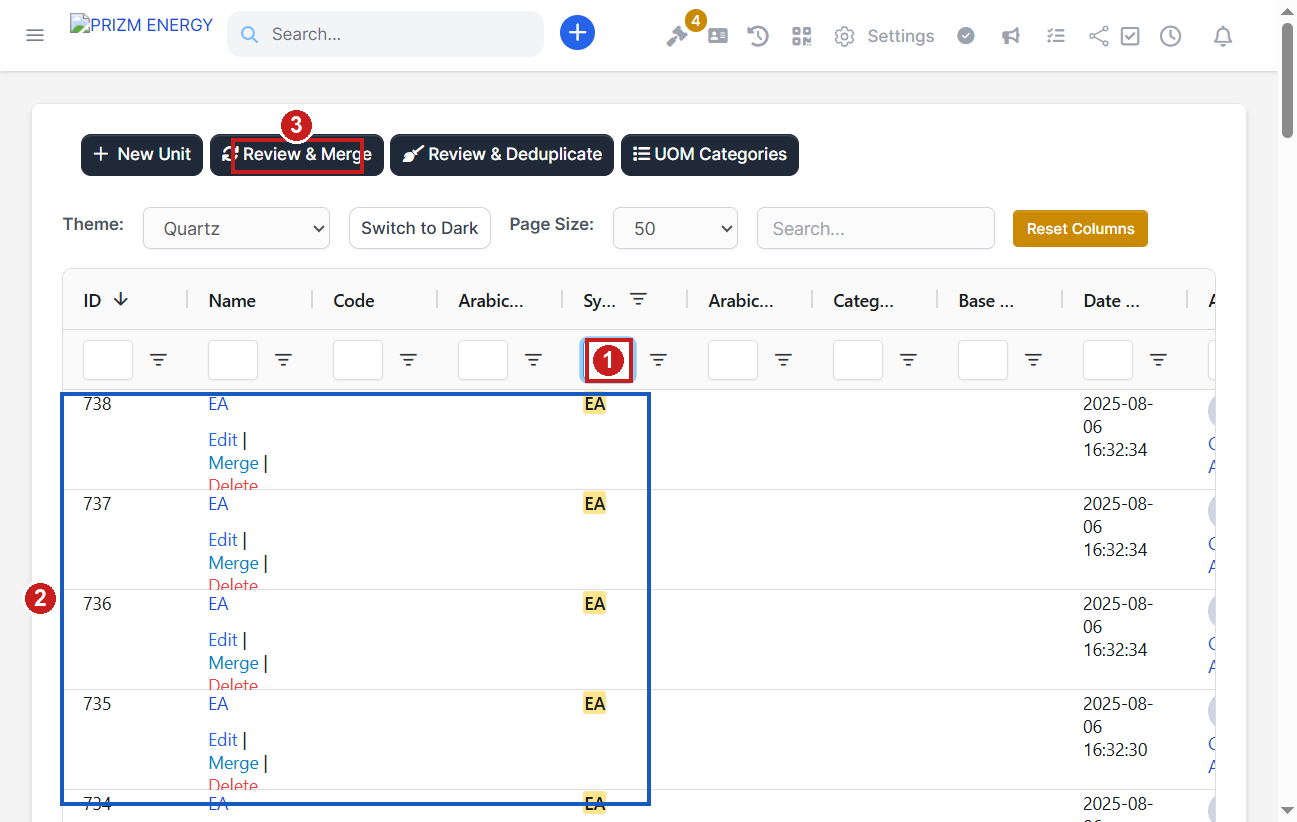 PRIZM ENERGY
Search...
4
Settings
3
New Unit
Review & Merge
Review & Deduplicate
UOM Categories
Theme:
Quartz
Switch to Dark
Page Size:
50
Search...
Reset Columns
ID
Name
Code
Arabic...
Sy...
Arabic...
Categ...
Base ...
Date ...
1
738
EA
EA
2025-08-
06
16:32:34
Edit |
Merge |
Delete
737
EA
EA
2025-08-
06
16:32:34
Edit |
Merge |
Delete
2
736
EA
EA
2025-08-
06
16:32:34
Edit |
Merge |
Delete
735
EA
EA
2025-08-
06
16:32:30
Edit |
Merge |
Delete
734
EA
EA
2025-08-